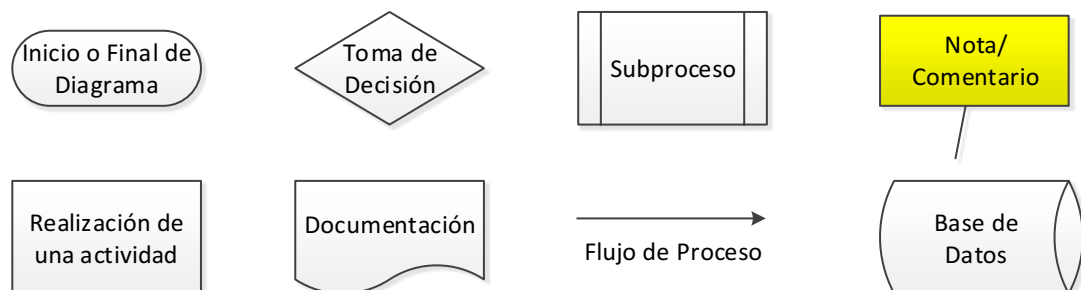 Inicio o Final de
Diagrama
Toma de
Decisión
Subproceso
Nota/
Comentario
Realización de
una actividad
Documentación
Flujo de Proceso
Base de
Datos